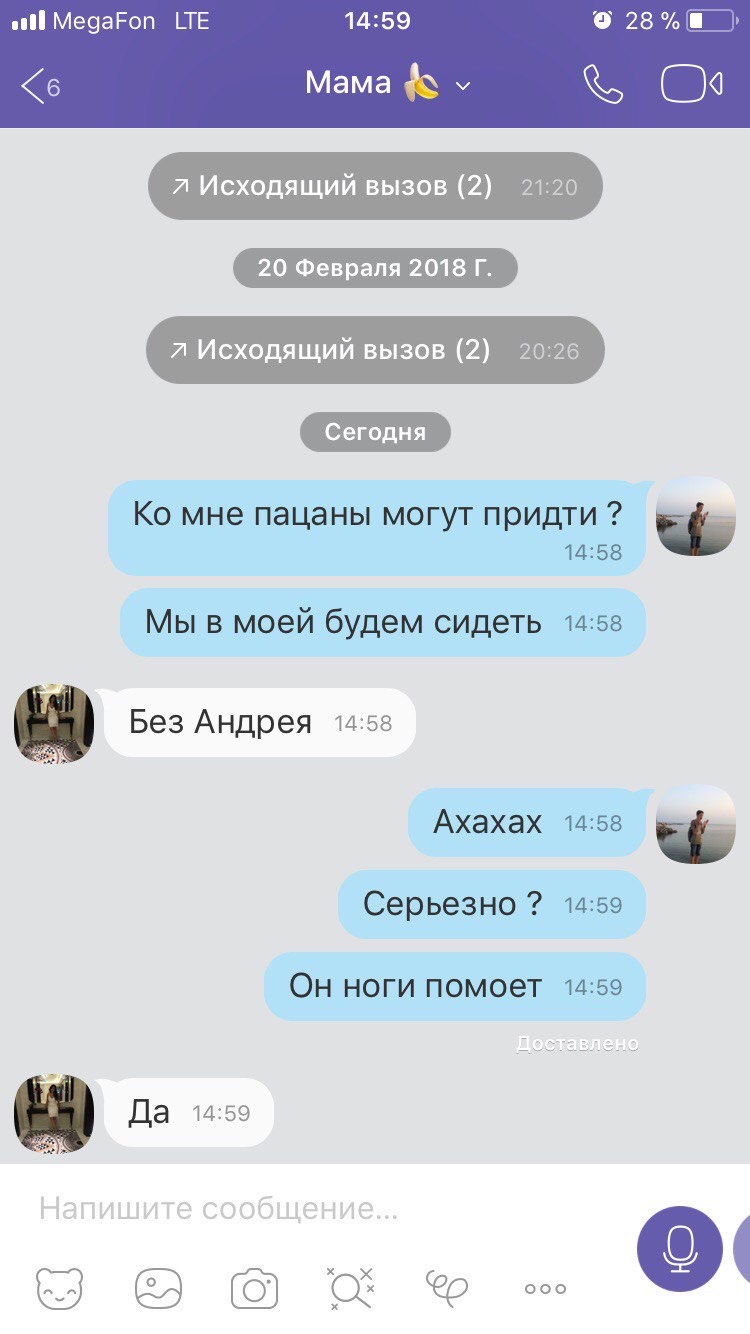 MegaFon LTE 14:59 28 %
6 Мама
Исходящий вызов (2) 21:20
20 Февраля 2018 Г.
Исходящий вызов (2) 20:26
Сегодня
Ко мне пацаны могут придти ?
14:58
Мы в моей будем сидеть 14:58
Без Андрея 14:58
Ахахах 14:58
Серьезно ? 14:59
Он ноги помоет 14:59
Доставлено
Да 14:59
Напишите сообщение...